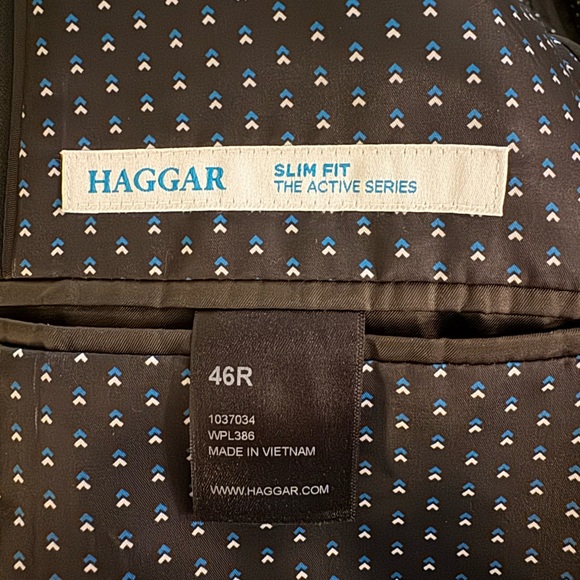 HAGGAR
SLIM FIT
THE ACTIVE SERIES
46R
1037034
WPL386
MADE IN VIETNAM
WWW.HAGGAR.COM